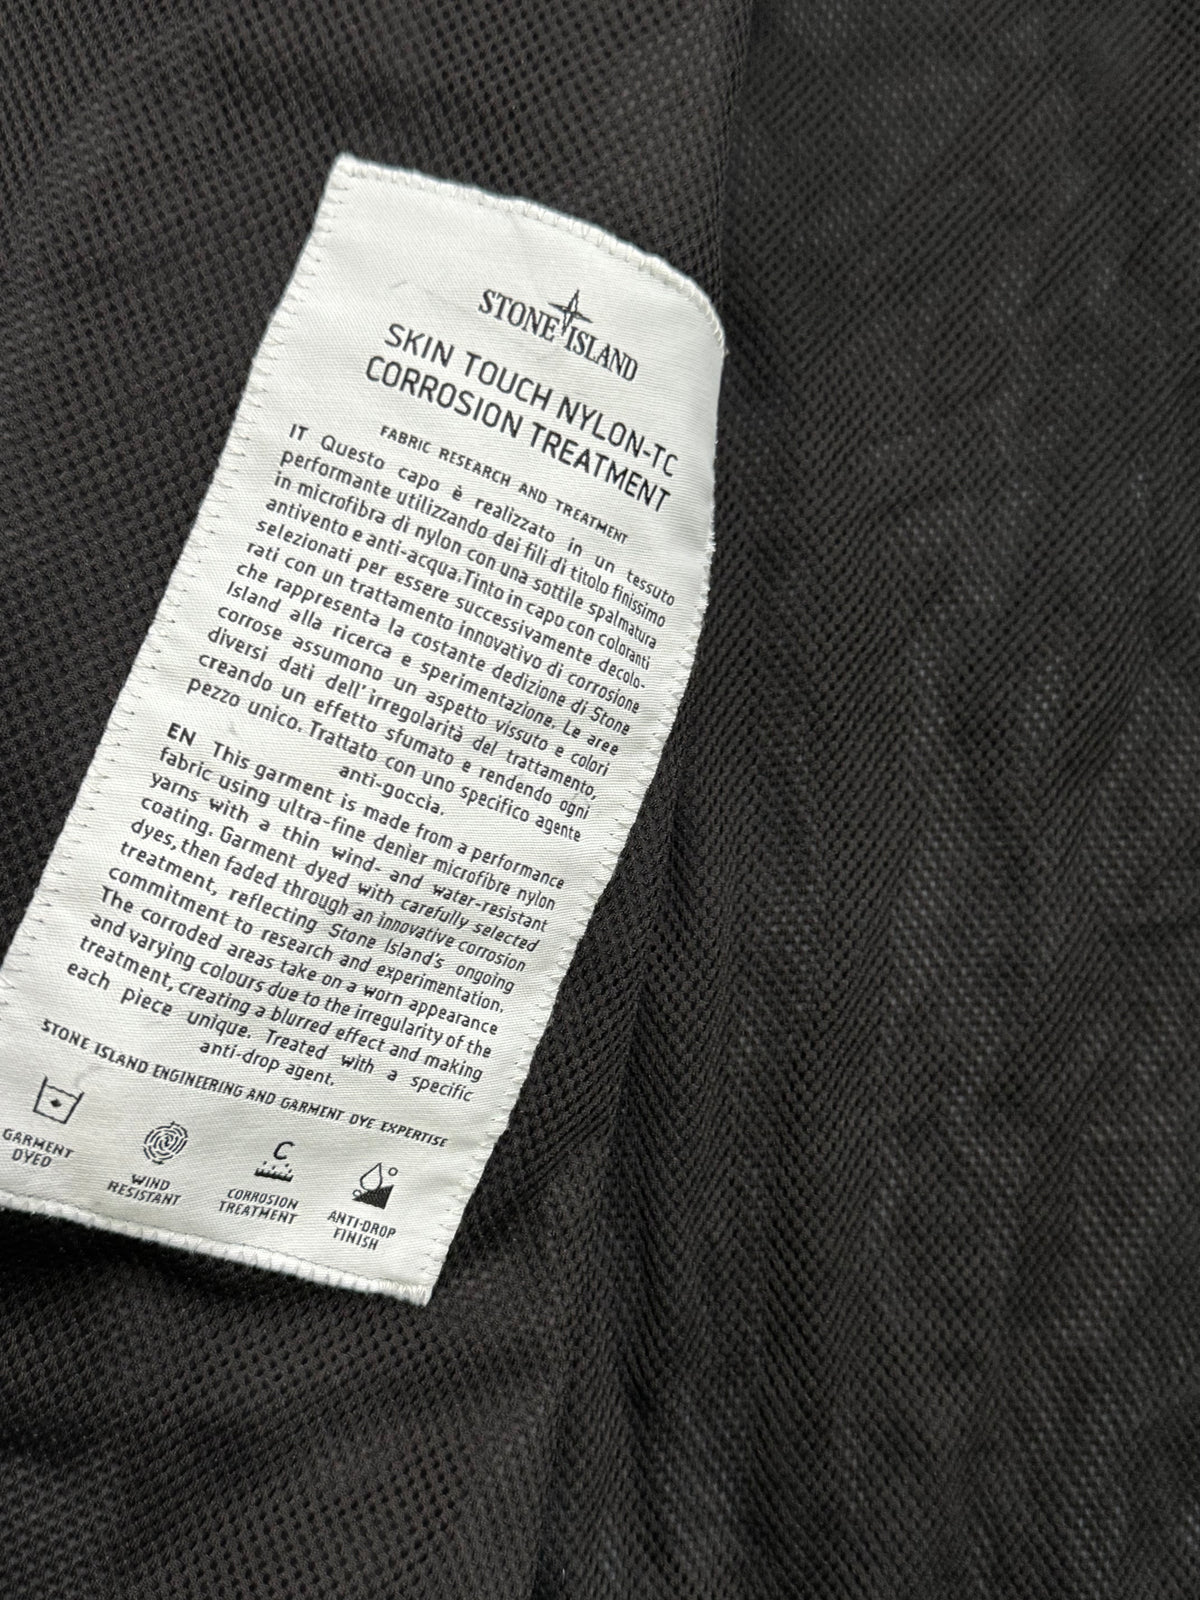 STONE ISLAND
SKIN TOUCH NYLON-TC
CORROSION TREATMENT
FABRIC RESEARCH AND TREATMENT
IT Questo capo è realizzato in un tessuto
performante utilizzando dei fili di titolo finissimo
in microfibra di nylon con una sottile spalmatura
antivento e anti-acqua. Tinto in capo con coloranti
selezionati per essere successivamente decolo-
rati con un trattamento innovativo di corrosione
che rappresenta la costante dedizione di Stone
Island alla ricerca e sperimentazione. Le aree
corrose assumono un aspetto vissuto e colori
diversi dati dell'irregolarità del trattamento,
creando un effetto sfumato e rendendo ogni
pezzo unico. Trattato con uno specifico agente
anti-goccia.
EN This garment is made from a performance
fabric using ultra-fine denier microfibre nylon
yarns with a thin wind- and water-resistant
coating. Garment dyed with carefully selected
dyes, then faded through an innovative corrosion
treatment, reflecting Stone Island's ongoing
commitment to research and experimentation.
The corroded areas take on a worn appearance
and varying colours due to the irregularity of the
treatment, creating a blurred effect and making
each piece unique. Treated with a specific
anti-drop agent.
STONE ISLAND ENGINEERING AND GARMENT DYE EXPERTISE
GARMENT
DYED
WIND
RESISTANT
C
CORROSION
TREATMENT
ANTI-DROP
FINISH